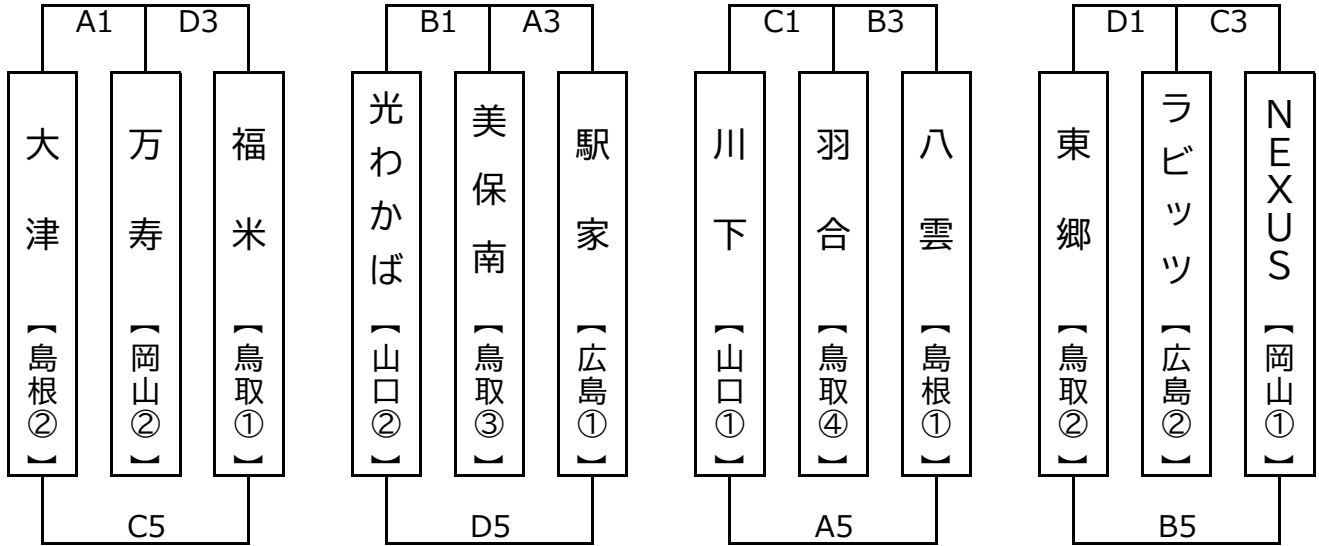 A1 D3 B1 A3 C1 B3 D1 C3
大津【島根②】
万寿【岡山②】
福米【鳥取①】
光わかば【山口②】
美保南【鳥取③】
駅家【広島①】
川下【山口①】
羽合【鳥取④】
八雲【島根①】
東郷【鳥取②】
ラビッツ【広島②】
NEXUS【岡山①】
C5 D5 A5 B5